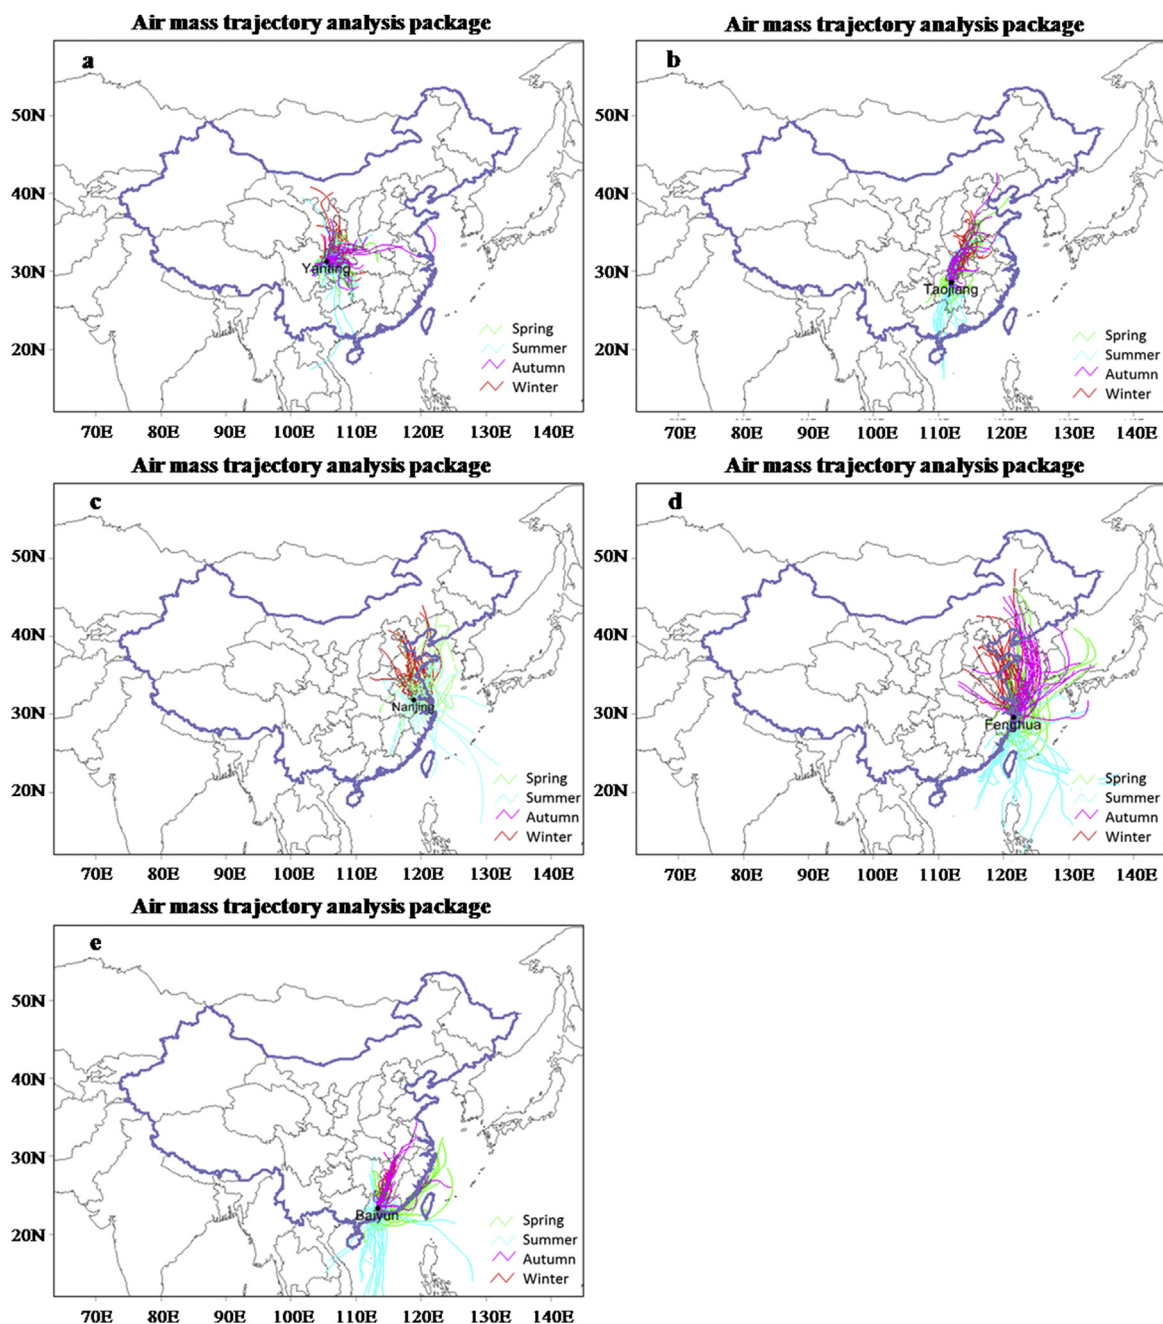 Air mass trajectory analysis package
Air mass trajectory analysis package
a
b
50N
40N
30N
20N
Yanting
Spring
Summer
Autumn
Winter
70E 80E 90E 100E 110E 120E 130E 140E
50N
40N
30N
20N
Taojiang
Spring
Summer
Autumn
Winter
70E 80E 90E 100E 110E 120E 130E 140E
Air mass trajectory analysis package
Air mass trajectory analysis package
c
d
50N
40N
30N
20N
Nanjing
Spring
Summer
Autumn
Winter
70E 80E 90E 100E 110E 120E 130E 140E
50N
40N
30N
20N
Fenghua
Spring
Summer
Autumn
Winter
70E 80E 90E 100E 110E 120E 130E 140E
Air mass trajectory analysis package
e
50N
40N
30N
20N
Baiyun
Spring
Summer
Autumn
Winter
70E 80E 90E 100E 110E 120E 130E 140E